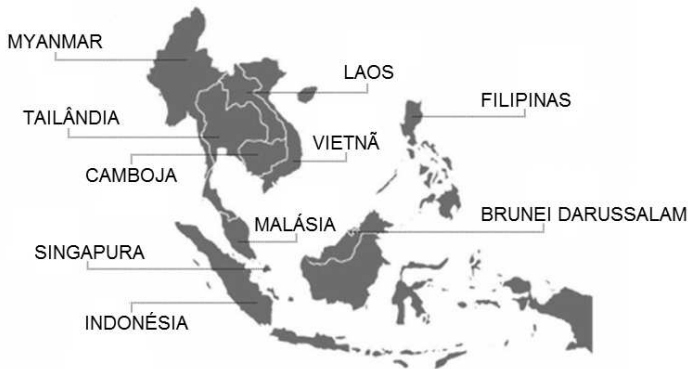 MYANMAR
LAOS
FILIPINAS
TAILÂNDIA
VIETNÃ
CAMBOJA
MALÁSIA
BRUNEI DARUSSALAM
SINGAPURA
INDONÉSIA